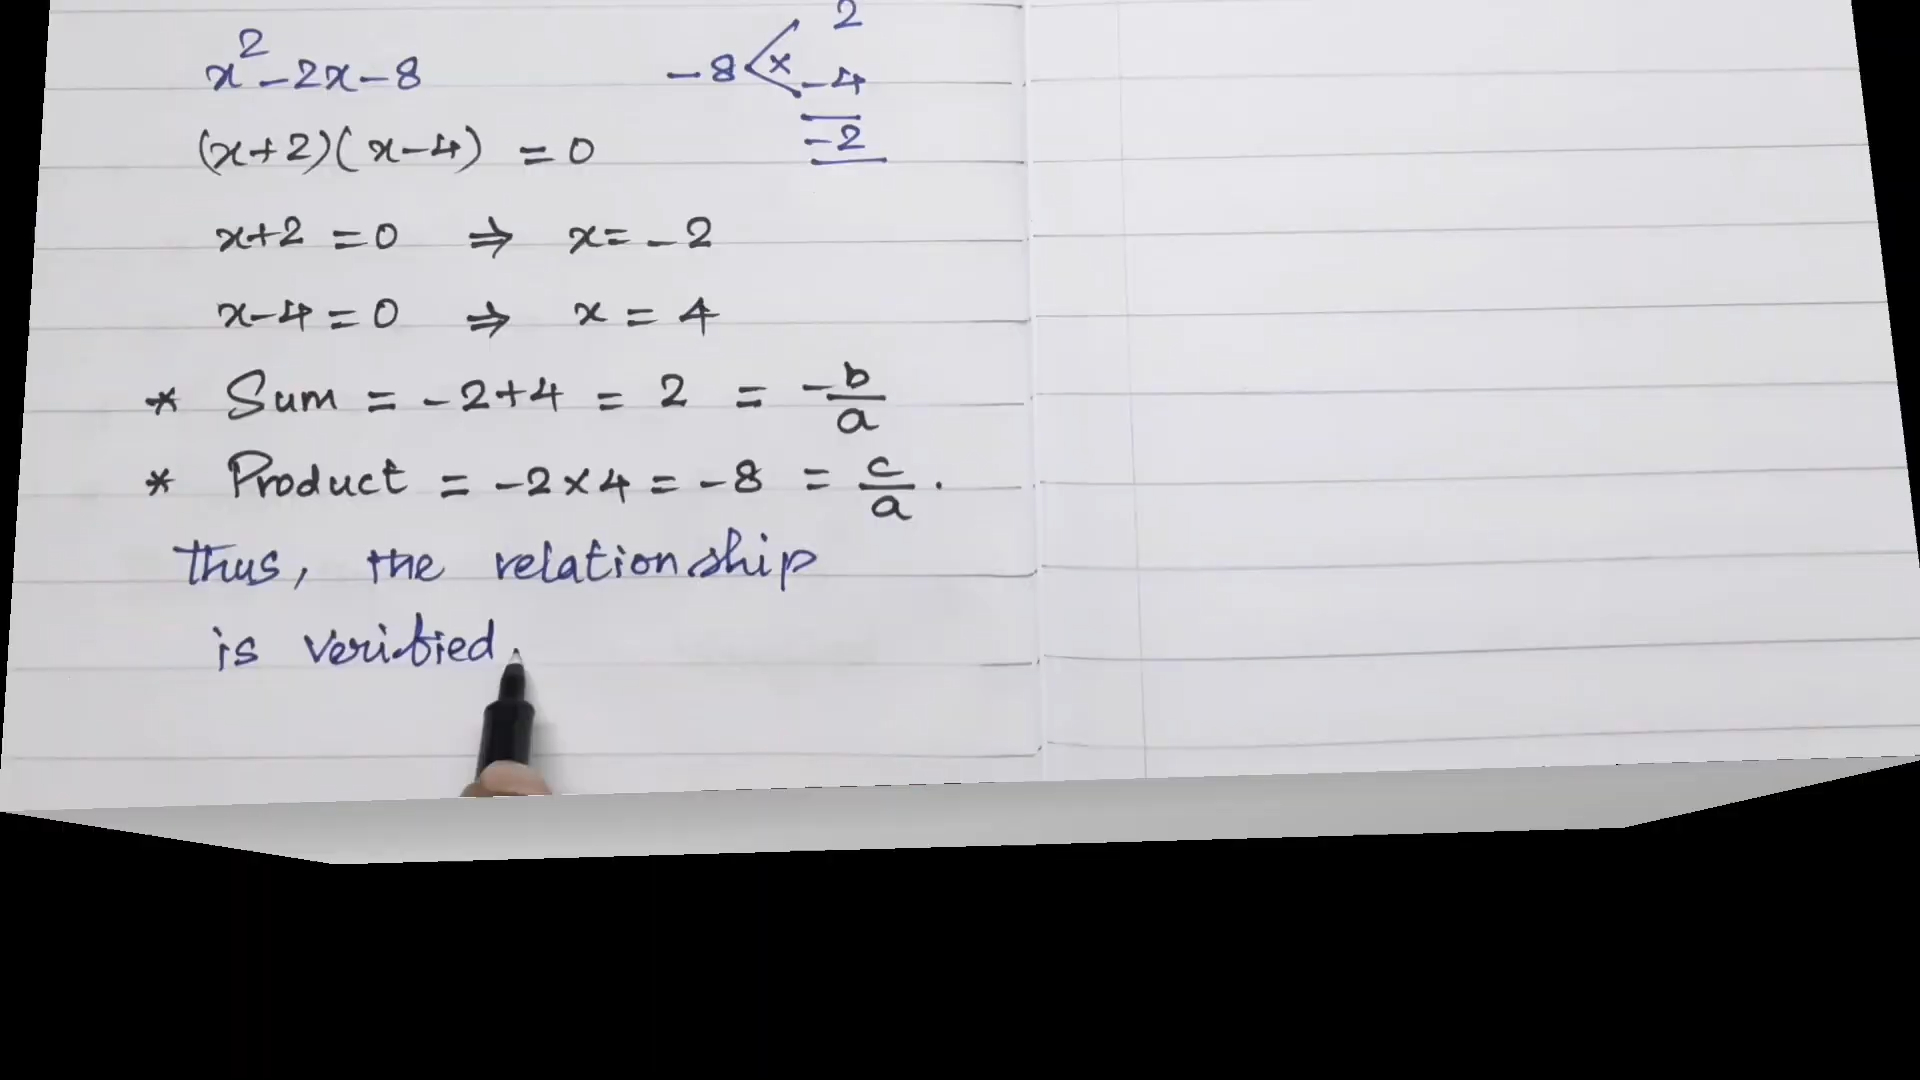 x² - 2x - 8
-8 < × 2
-4
-2
(x+2)(x-4) = 0
x+2 = 0 ⇒ x = -2
x-4 = 0 ⇒ x = 4
* Sum = -2+4 = 2 = -b/a
* Product = -2×4 = -8 = c/a.
Thus, the relationship
is verified.